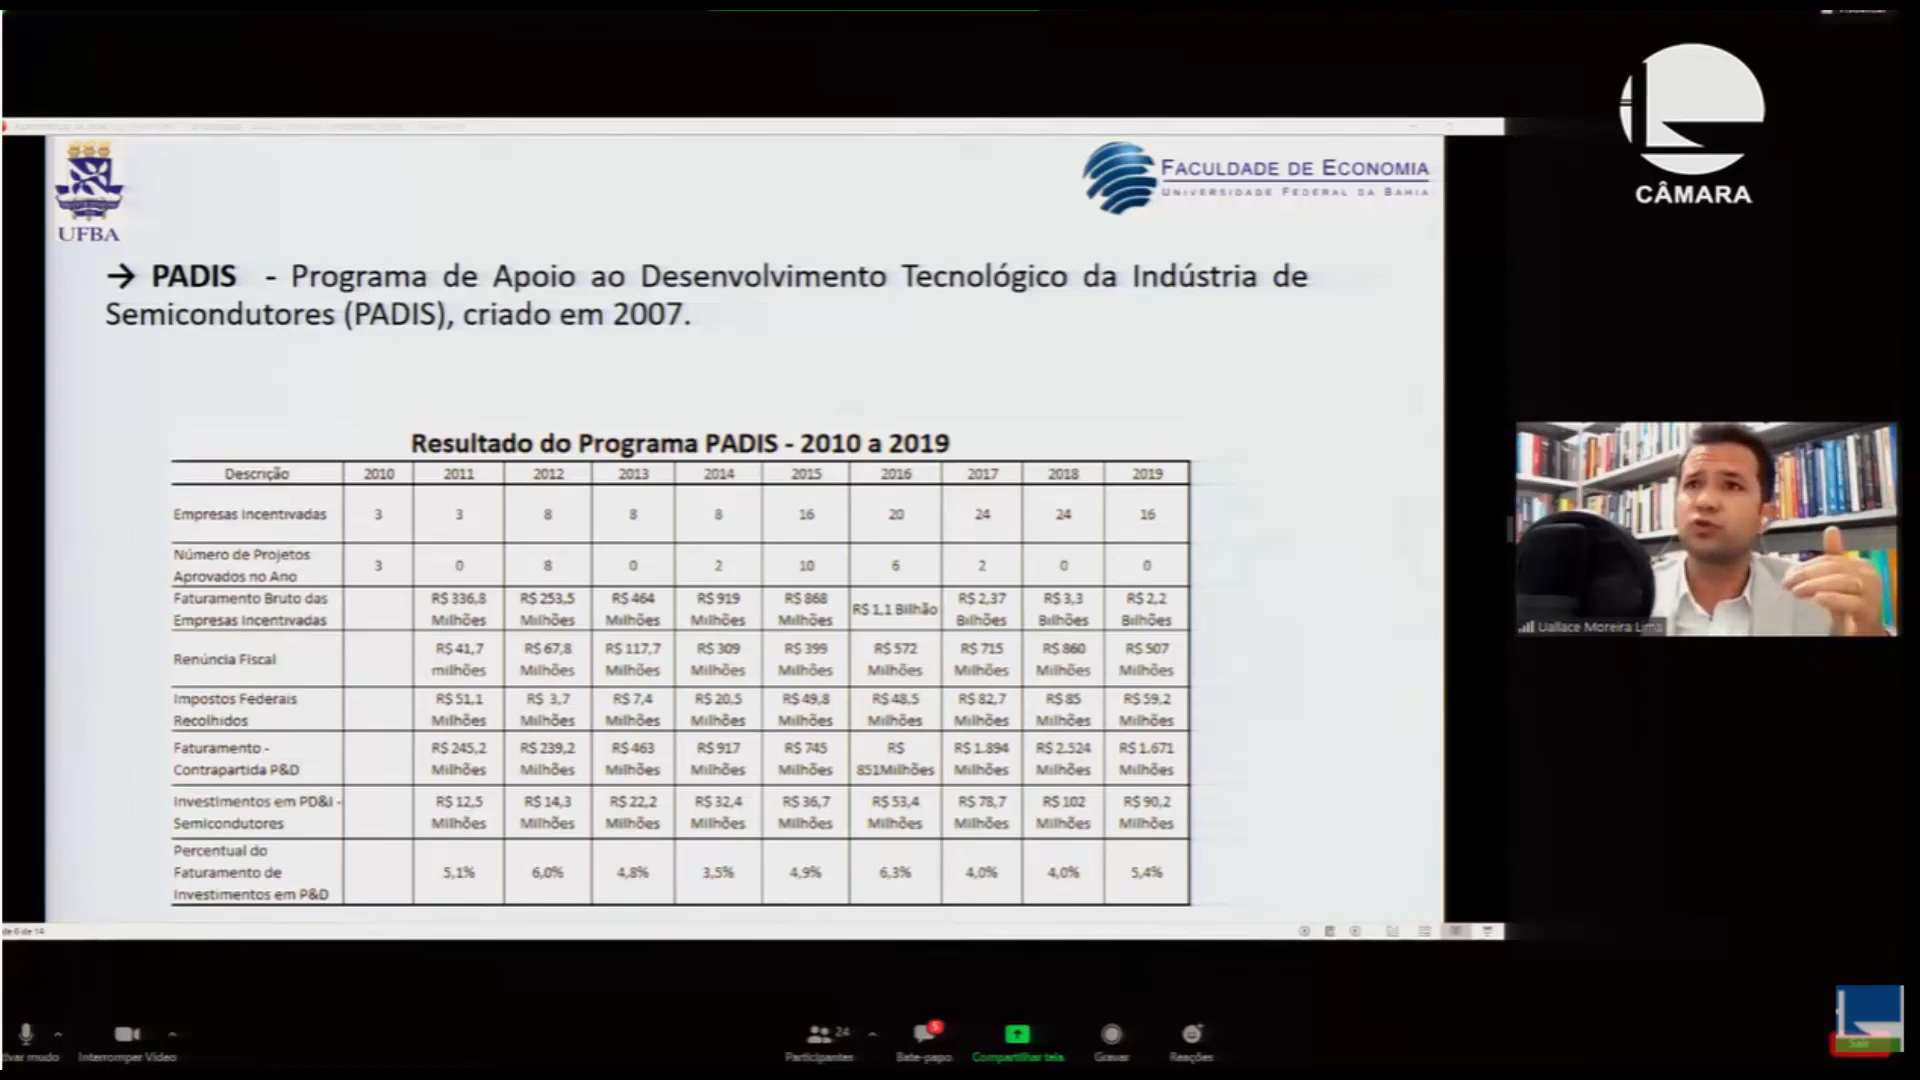 CÂMARA
UFBA
FACULDADE DE ECONOMIA
UNIVERSIDADE FEDERAL DA BAHIA
→ PADIS - Programa de Apoio ao Desenvolvimento Tecnológico da Indústria de
Semicondutores (PADIS), criado em 2007.
Resultado do Programa PADIS - 2010 a 2019
Descrição 2010 2011 2012 2013 2014 2015 2016 2017 2018 2019
Empresas Incentivadas 3 3 8 8 8 16 20 24 24 16
Número de Projetos
Aprovados no Ano 3 0 8 0 2 10 6 2 0 0
Faturamento Bruto das R$ 336,8 R$ 253,5 R$ 464 R$ 919 R$ 868 R$ 1,1 Bilhão R$ 2,37 R$ 3,3 R$ 2,2
Empresas Incentivadas Milhões Milhões Milhões Milhões Milhões Bilhões Bilhões Bilhões
Renúncia Fiscal R$ 41,7 R$ 67,8 R$ 117,7 R$ 309 R$ 399 R$ 572 R$ 715 R$ 860 R$ 507
milhões Milhões Milhões Milhões Milhões Milhões Milhões Milhões Milhões
Impostos Federais R$ 51,1 R$ 3,7 R$ 7,4 R$ 20,5 R$ 49,8 R$ 48,5 R$ 82,7 R$ 85 R$ 59,2
Recolhidos Milhões Milhões Milhões Milhões Milhões Milhões Milhões Milhões Milhões
Faturamento - R$ 245,2 R$ 239,2 R$ 463 R$ 917 R$ 745 R$ R$ 1.894 R$ 2.524 R$ 1.671
Contrapartida P&D Milhões Milhões Milhões Milhões Milhões 851Milhões Milhões Milhões Milhões
Investimentos em PD&I - R$ 12,5 R$ 14,3 R$ 22,2 R$ 32,4 R$ 36,7 R$ 53,4 R$ 78,7 R$ 102 R$ 90,2
Semicondutores Milhões Milhões Milhões Milhões Milhões Milhões Milhões Milhões Milhões
Percentual do
Faturamento de 5,1% 6,0% 4,8% 3,5% 4,9% 6,3% 4,0% 4,0% 5,4%
Investimentos em P&D
Uallace Moreira Lima
de 6 de 14
24
5
tivar mudo
Interromper Vídeo
Participantes
Bate-papo
Compartilhar tela
Gravar
Reações
Sair